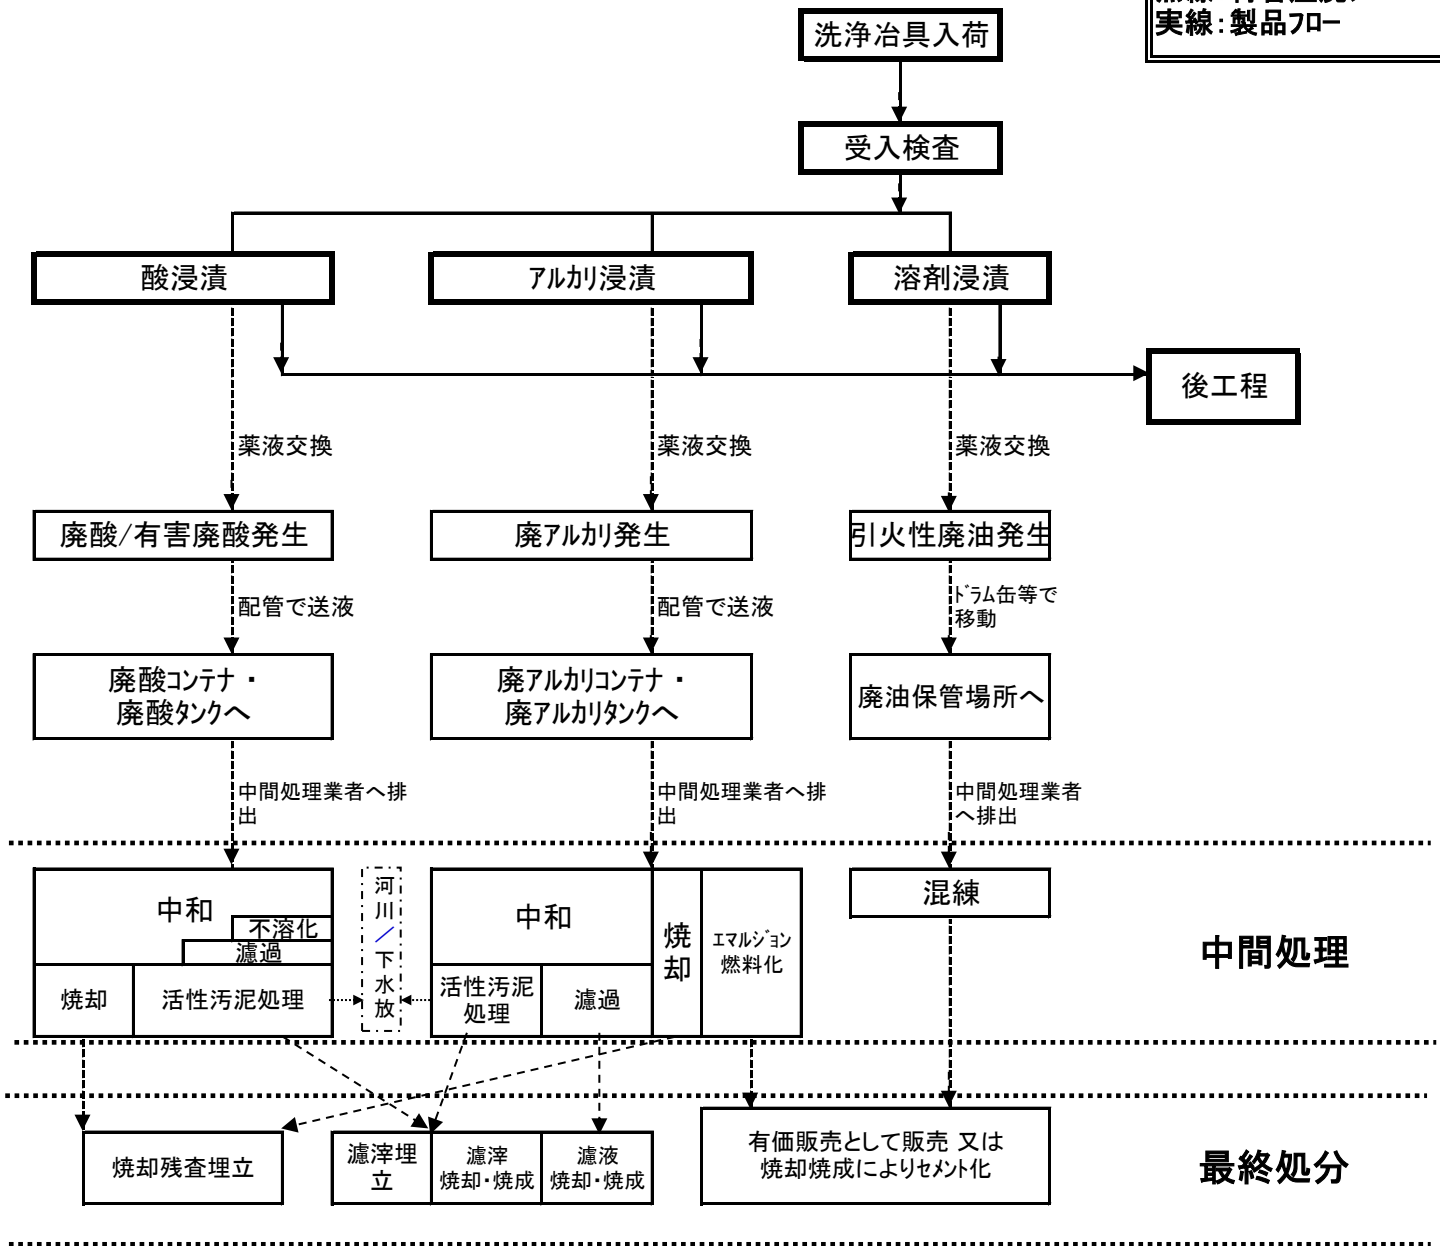 実線:製品フロー
洗浄冶具入荷
受入検査
酸浸漬
アルカリ浸漬
溶剤浸漬
後工程
薬液交換
薬液交換
薬液交換
廃酸/有害廃酸発生
廃アルカリ発生
引火性廃油発生
配管で送液
配管で送液
ドラム缶等で
移動
廃酸コンテナ・
廃酸タンクへ
廃アルカリコンテナ・
廃アルカリタンクへ
廃油保管場所へ
中間処理業者へ排
出
中間処理業者へ排
出
中間処理業者
へ排出
中和
不溶化
濾過
焼却
活性汚泥処理
河川/下水放
中和
活性汚泥
処理
濾過
焼却
エマルジョン
燃料化
混練
中間処理
焼却残査埋立
濾滓埋
立
濾滓
焼却・焼成
濾液
焼却・焼成
有価販売として販売 又は
焼却焼成によりセメント化
最終処分